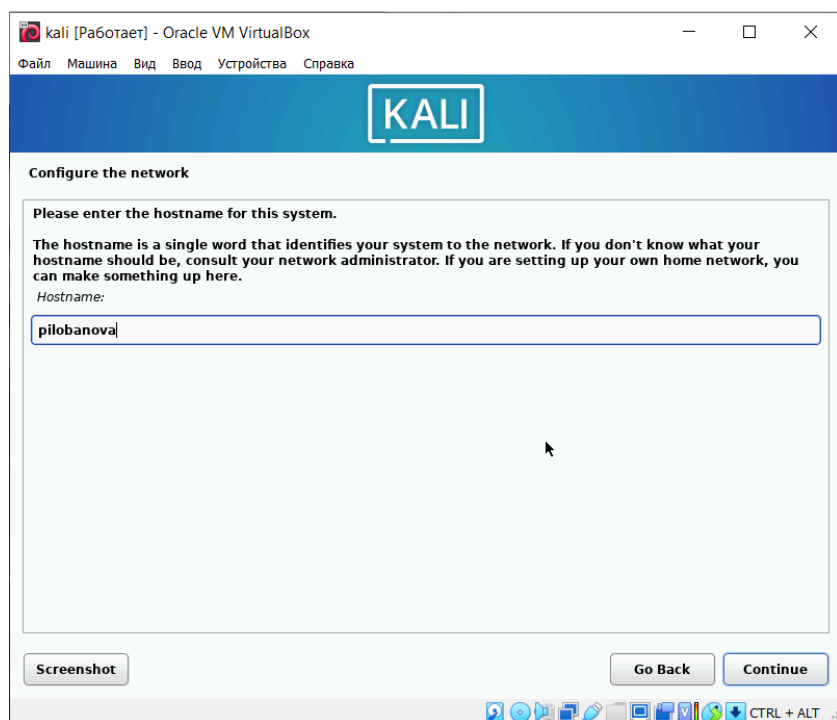 kali [Работает] - Oracle VM VirtualBox
Файл Машина Вид Ввод Устройства Справка
KALI
Configure the network
Please enter the hostname for this system.
The hostname is a single word that identifies your system to the network. If you don't know what your
hostname should be, consult your network administrator. If you are setting up your own home network, you
can make something up here.
Hostname:
pilobanova
Screenshot
Go Back
Continue
CTRL + ALT